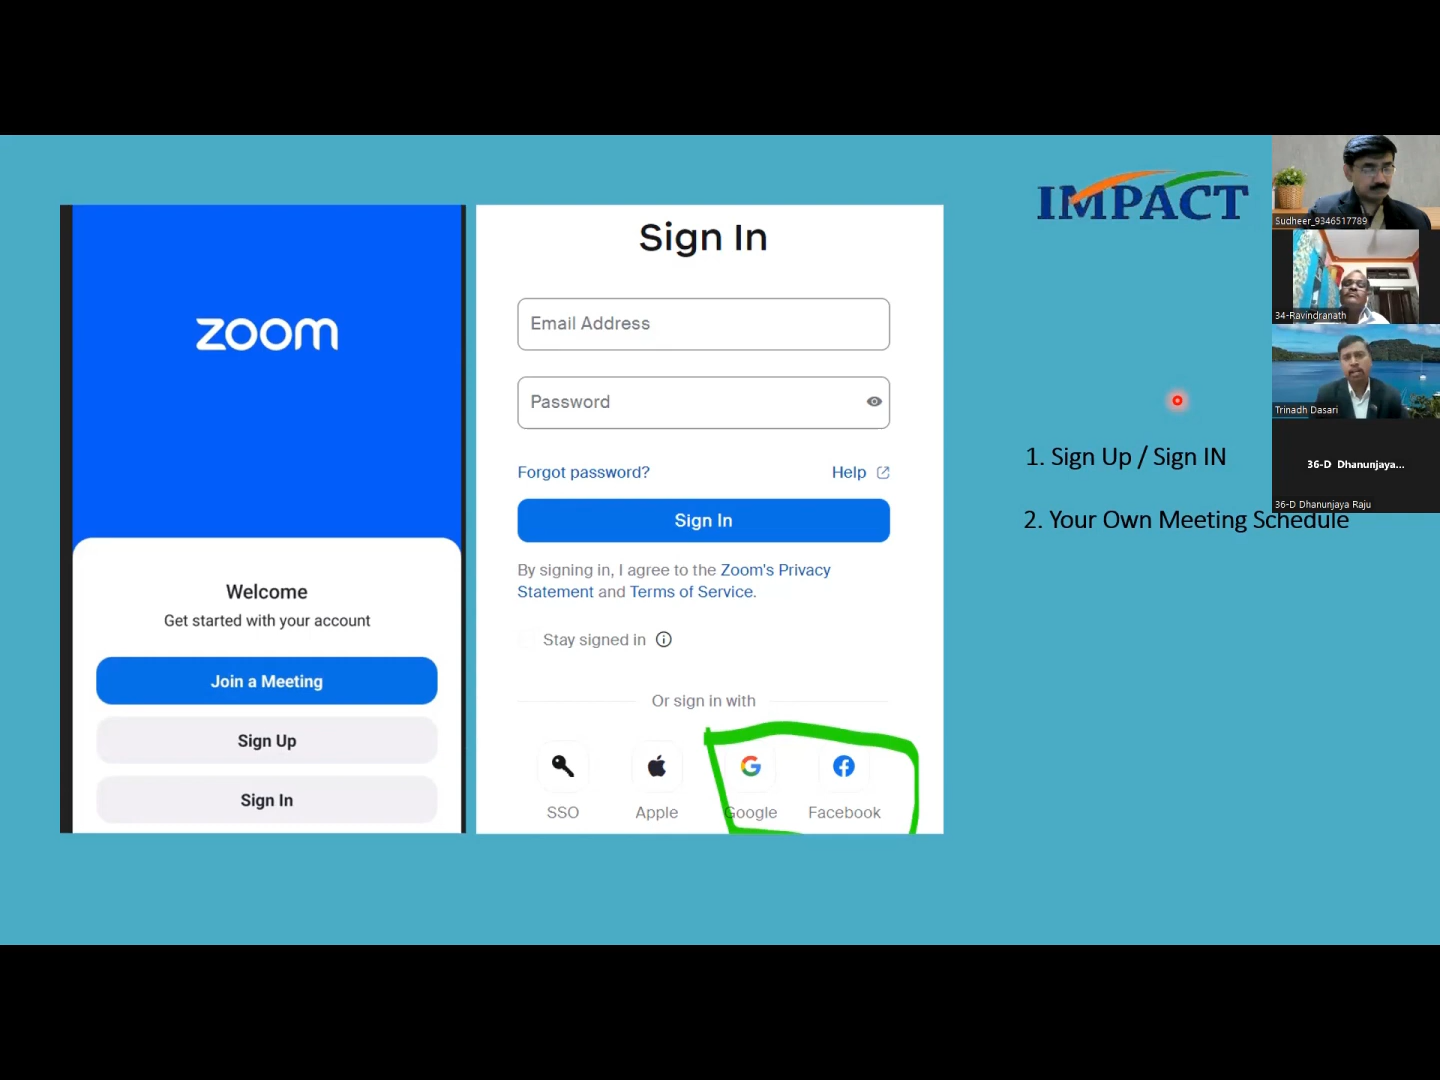 zoom
Welcome
Get started with your account
Join a Meeting
Sign Up
Sign In
Sign In
Email Address
Password
Forgot password?
Help
Sign In
By signing in, I agree to the Zoom's Privacy
Statement and Terms of Service.
Stay signed in
Or sign in with
SSO
Apple
Google
Facebook
IMPACT
1. Sign Up / Sign IN
2. Your Own Meeting Schedule
Sudheer_9346517789
34-Ravindranath
Trinadh Dasari
36-D Dhanunjaya...
36-D Dhanunjaya Raju